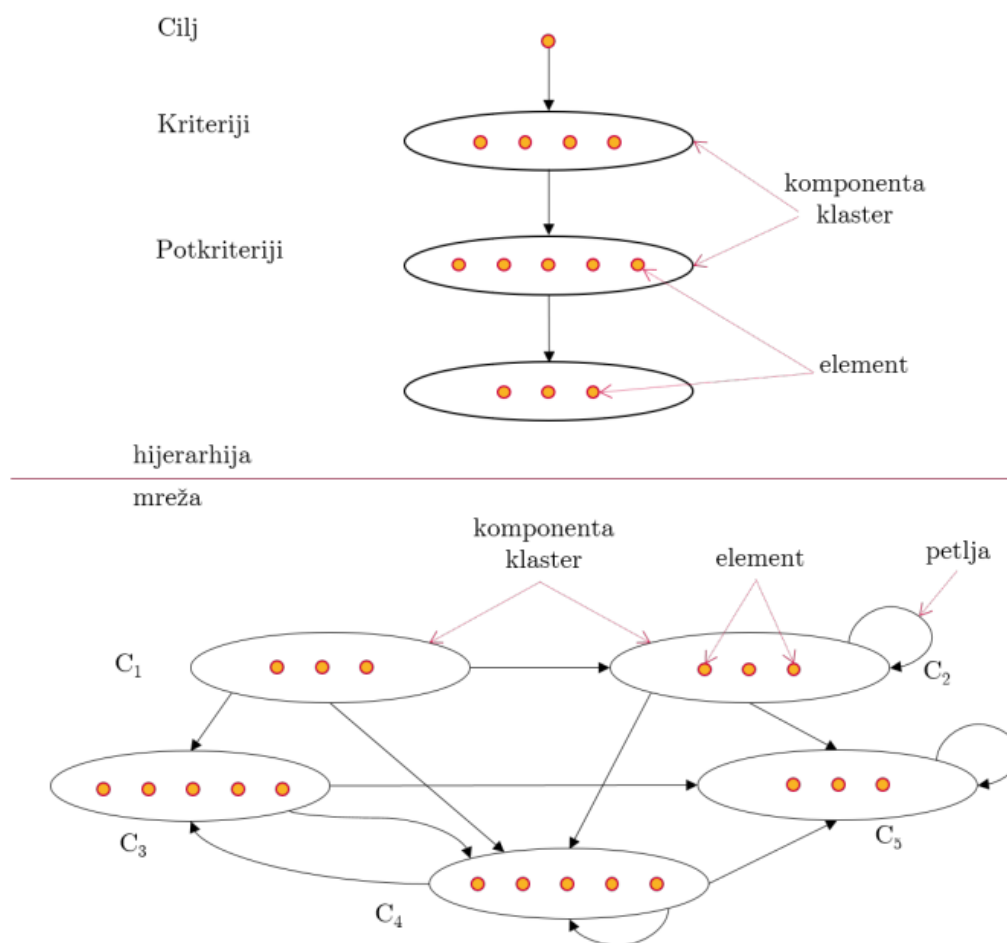 Cilj
Kriteriji
komponenta
klaster
Potkriteriji
element
hijerarhija
mreža
komponenta
klaster
element
petlja
C₁
C₂
C₃
C₅
C₄